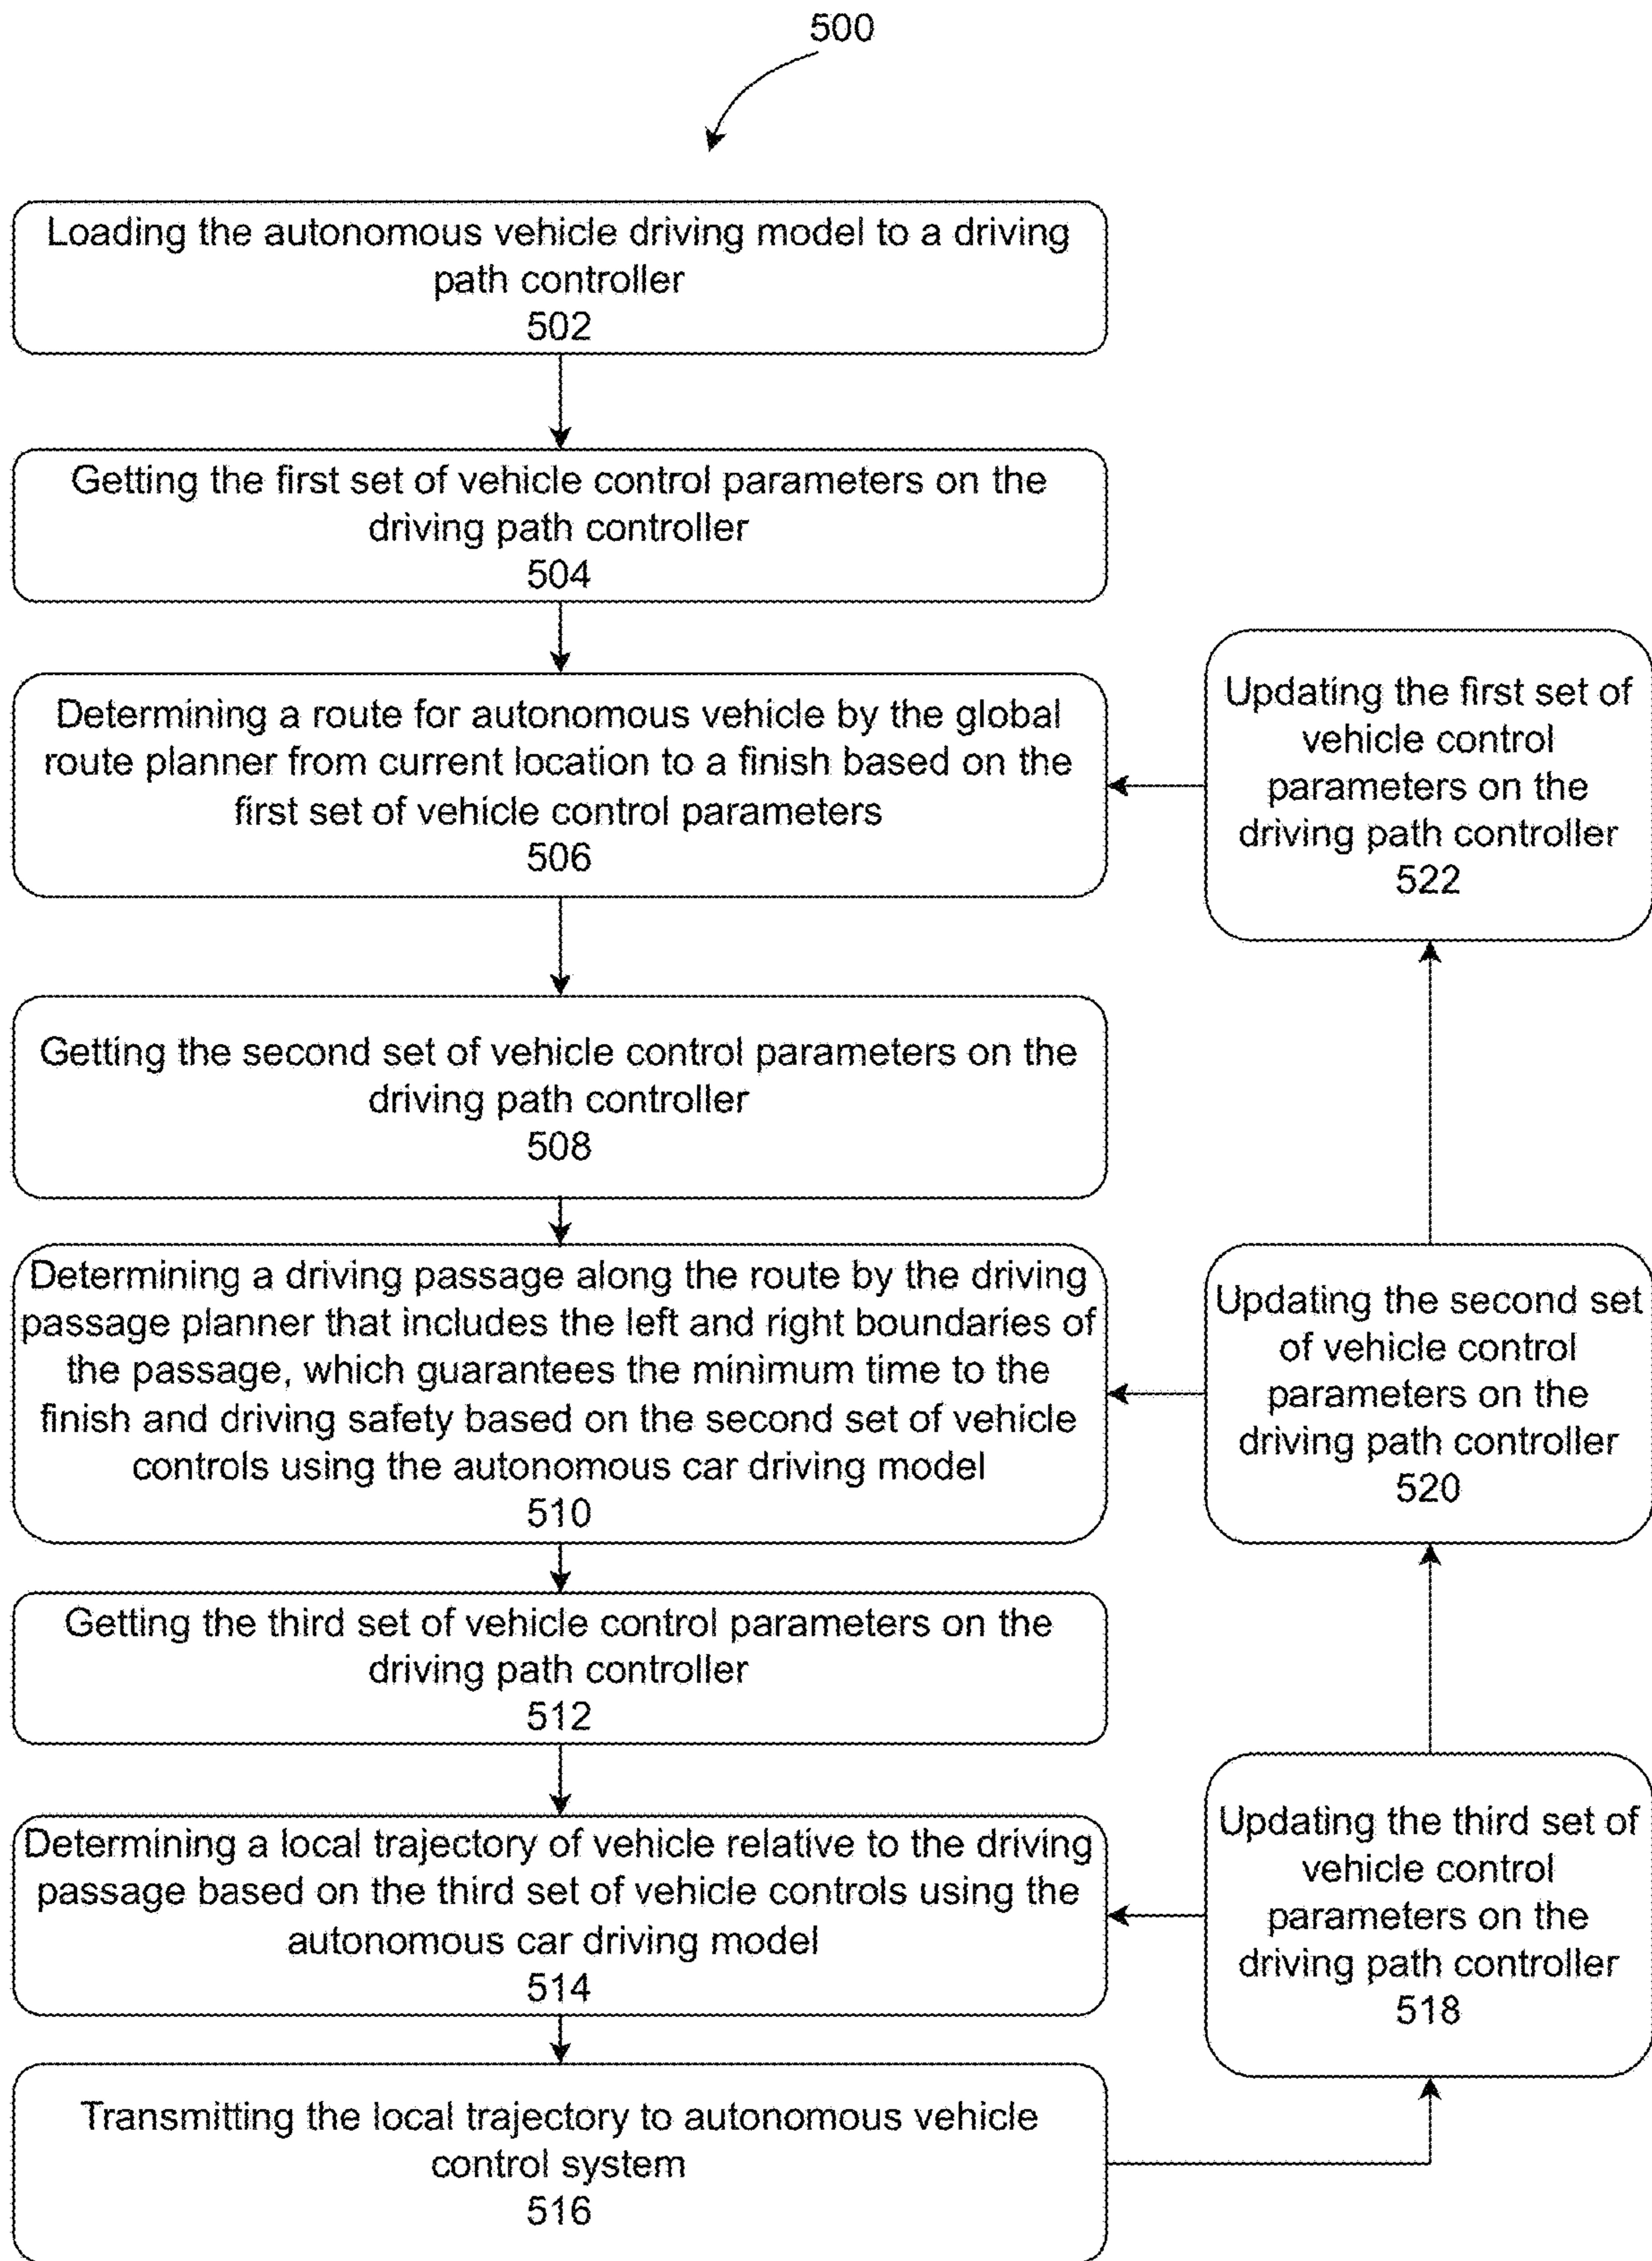 500
Loading the autonomous vehicle driving model to a driving
path controller
502
Getting the first set of vehicle control parameters on the
driving path controller
504
Determining a route for autonomous vehicle by the global
route planner from current location to a finish based on the
first set of vehicle control parameters
506
Updating the first set of
vehicle control
parameters on the
driving path controller
522
Getting the second set of vehicle control parameters on the
driving path controller
508
Determining a driving passage along the route by the driving
passage planner that includes the left and right boundaries of
the passage, which guarantees the minimum time to the
finish and driving safety based on the second set of vehicle
controls using the autonomous car driving model
510
Updating the second set
of vehicle control
parameters on the
driving path controller
520
Getting the third set of vehicle control parameters on the
driving path controller
512
Determining a local trajectory of vehicle relative to the driving
passage based on the third set of vehicle controls using the
autonomous car driving model
514
Updating the third set of
vehicle control
parameters on the
driving path controller
518
Transmitting the local trajectory to autonomous vehicle
control system
516